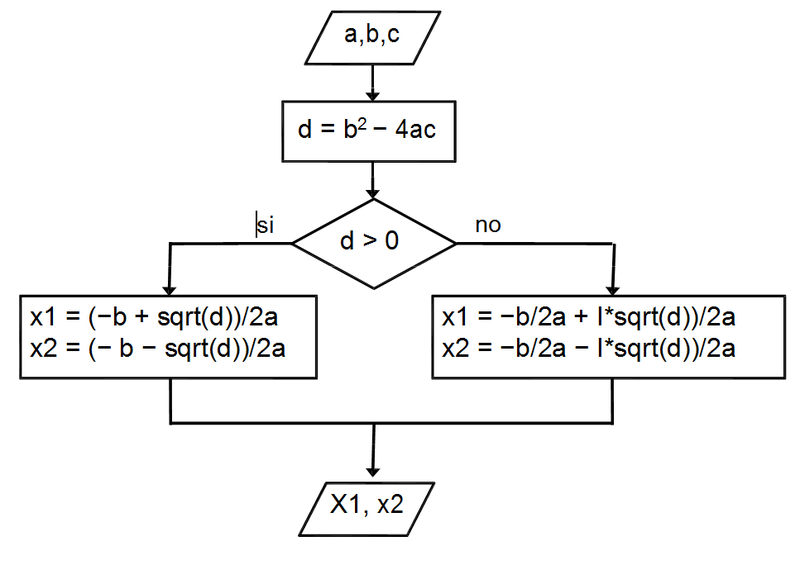 a,b,c
d = b² − 4ac
si
d > 0
no
x1 = (−b + sqrt(d))/2a
x2 = (− b − sqrt(d))/2a
x1 = −b/2a + I*sqrt(d))/2a
x2 = −b/2a − I*sqrt(d))/2a
X1, x2